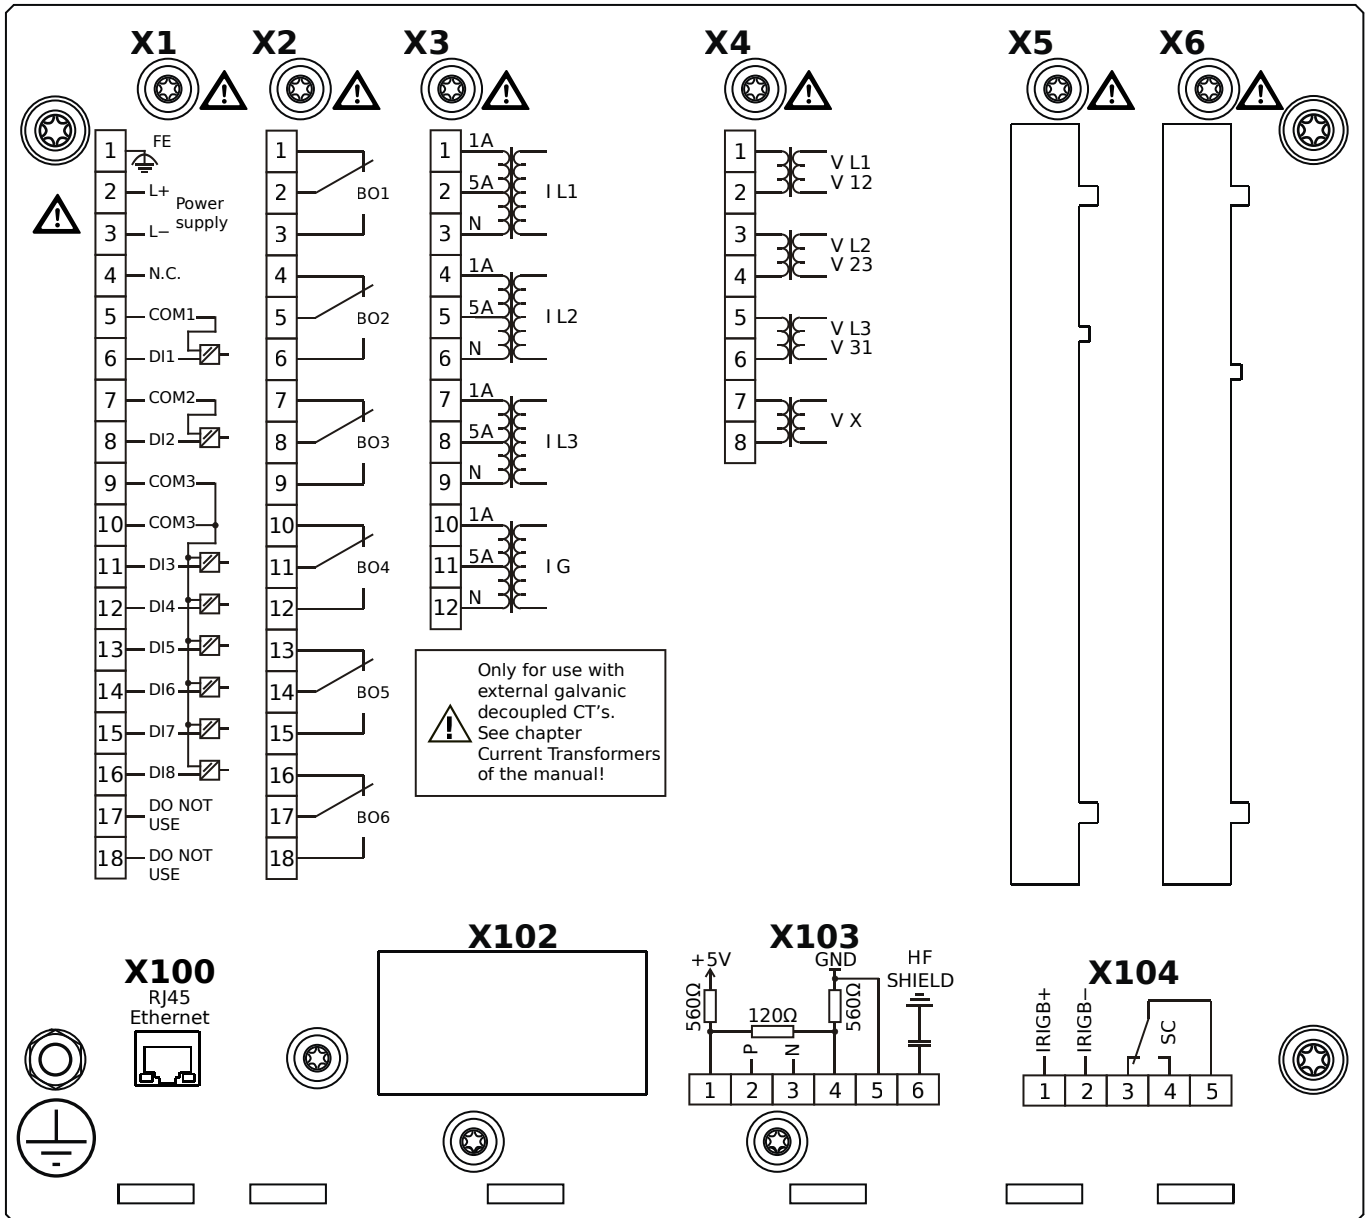 X1
X2
X3
X4
X5
X6
1
FE
2
L+
Power
supply
3
L−
4
N.C.
5
COM1
6
DI1
7
COM2
8
DI2
9
COM3
10
COM3
11
DI3
12
DI4
13
DI5
14
DI6
15
DI7
16
DI8
17
DO NOT
USE
18
DO NOT
USE
1
2
BO1
3
4
5
BO2
6
7
8
BO3
9
10
11
BO4
12
13
14
BO5
15
16
17
BO6
18
1
1A
2
5A
I L1
3
N
4
1A
5
5A
I L2
6
N
7
1A
8
5A
I L3
9
N
10
1A
11
5A
I G
12
N
Only for use with
external galvanic
decoupled CT's.
See chapter
Current Transformers
of the manual!
1
V L1
2
V 12
3
V L2
4
V 23
5
V L3
6
V 31
7
V X
8
X100
RJ45
Ethernet
X102
X103
+5V
GND
HF
SHIELD
560Ω
120Ω
560Ω
P
N
1
2
3
4
5
6
X104
IRIGB+
IRIGB−
SC
1
2
3
4
5